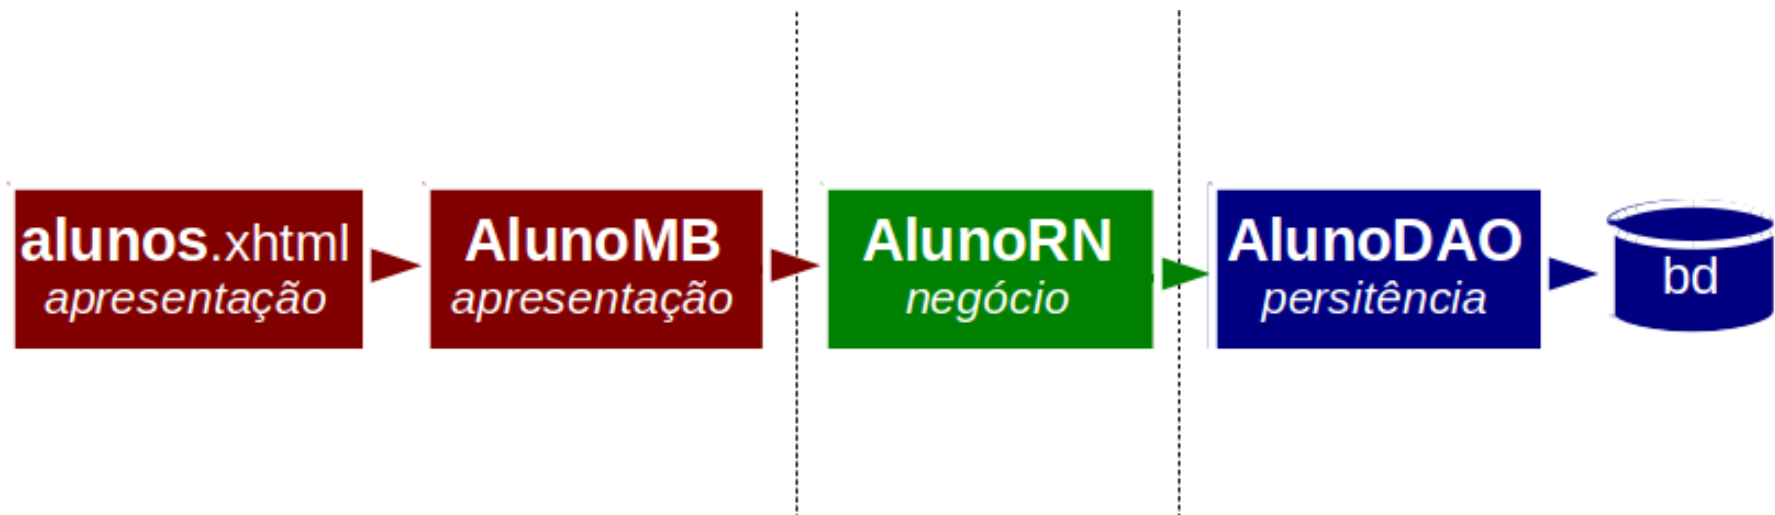 alunos.xhtml
apresentação
AlunoMB
apresentação
AlunoRN
negócio
AlunoDAO
persitência
bd